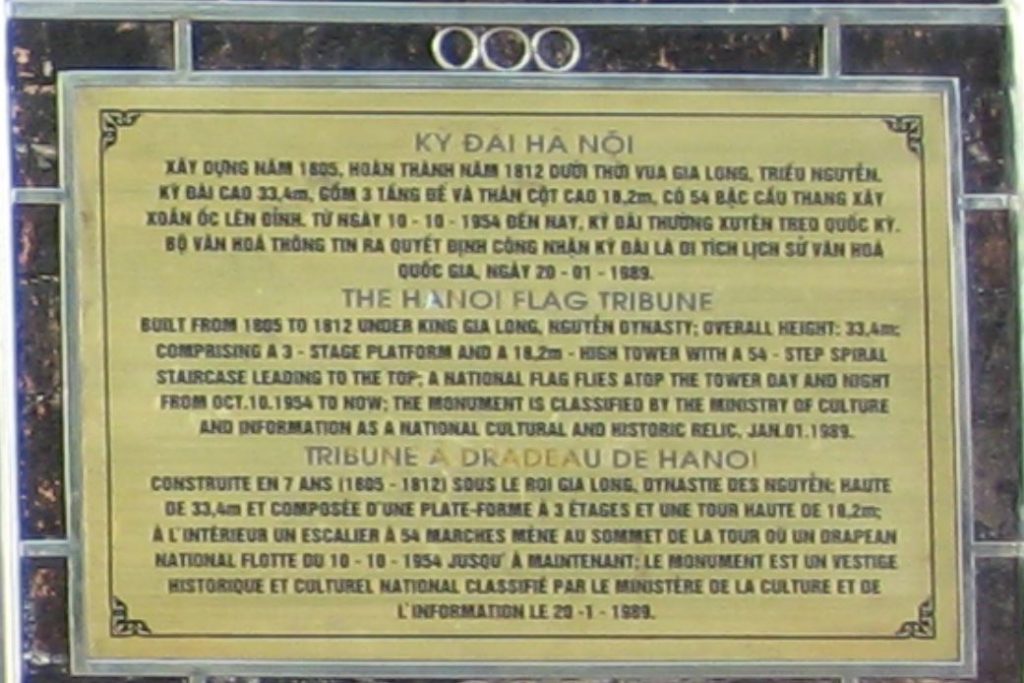 KỲ ĐÀI HÀ NỘI
XÂY DỰNG NĂM 1805, HOÀN THÀNH NĂM 1812 DƯỚI THỜI VUA GIA LONG, TRIỀU NGUYỄN.
KỲ ĐÀI CAO 33,4m, GỒM 3 TẦNG ĐẾ VÀ THÂN CỘT CAO 18,2m, CÓ 54 BẬC CẦU THANG XÂY
XOẮN ỐC LÊN ĐỈNH. TỪ NGÀY 10 - 10 - 1954 ĐẾN NAY, KỲ ĐÀI THƯỜNG XUYÊN TREO QUỐC KỲ.
BỘ VĂN HOÁ THÔNG TIN RA QUYẾT ĐỊNH CÔNG NHẬN KỲ ĐÀI LÀ DI TÍCH LỊCH SỬ VĂN HOÁ
QUỐC GIA, NGÀY 20 - 01 - 1989.
THE HANOI FLAG TRIBUNE
BUILT FROM 1805 TO 1812 UNDER KING GIA LONG, NGUYỄN DYNASTY; OVERALL HEIGHT: 33,4m;
COMPRISING A 3 - STAGE PLATFORM AND A 18,2m - HIGH TOWER WITH A 54 - STEP SPIRAL
STAIRCASE LEADING TO THE TOP; A NATIONAL FLAG FLIES ATOP THE TOWER DAY AND NIGHT
FROM OCT.10.1954 TO NOW; THE MONUMENT IS CLASSIFIED BY THE MINISTRY OF CULTURE
AND INFORMATION AS A NATIONAL CULTURAL AND HISTORIC RELIC, JAN.01.1989.
TRIBUNE A DRADEAU DE HANOI
CONSTRUITE EN 7 ANS (1805 - 1812) SOUS LE ROI GIA LONG, DYNASTIE DES NGUYỄN; HAUTE
DE 33,4m ET COMPOSÉE D'UNE PLATE-FORME À 3 ÉTAGES ET UNE TOUR HAUTE DE 18,2m;
À L'INTÉRIEUR UN ESCALIER À 54 MARCHES MÈNE AU SOMMET DE LA TOUR OÙ UN DRAPEAN
NATIONAL FLOTTE DU 10 - 10 - 1954 JUSQU' À MAINTENANT; LE MONUMENT EST UN VESTIGE
HISTORIQUE ET CULTUREL NATIONAL CLASSIFIÉ PAR LE MINISTÈRE DE LA CULTURE ET DE
L'INFORMATION LE 20 -1 - 1989.